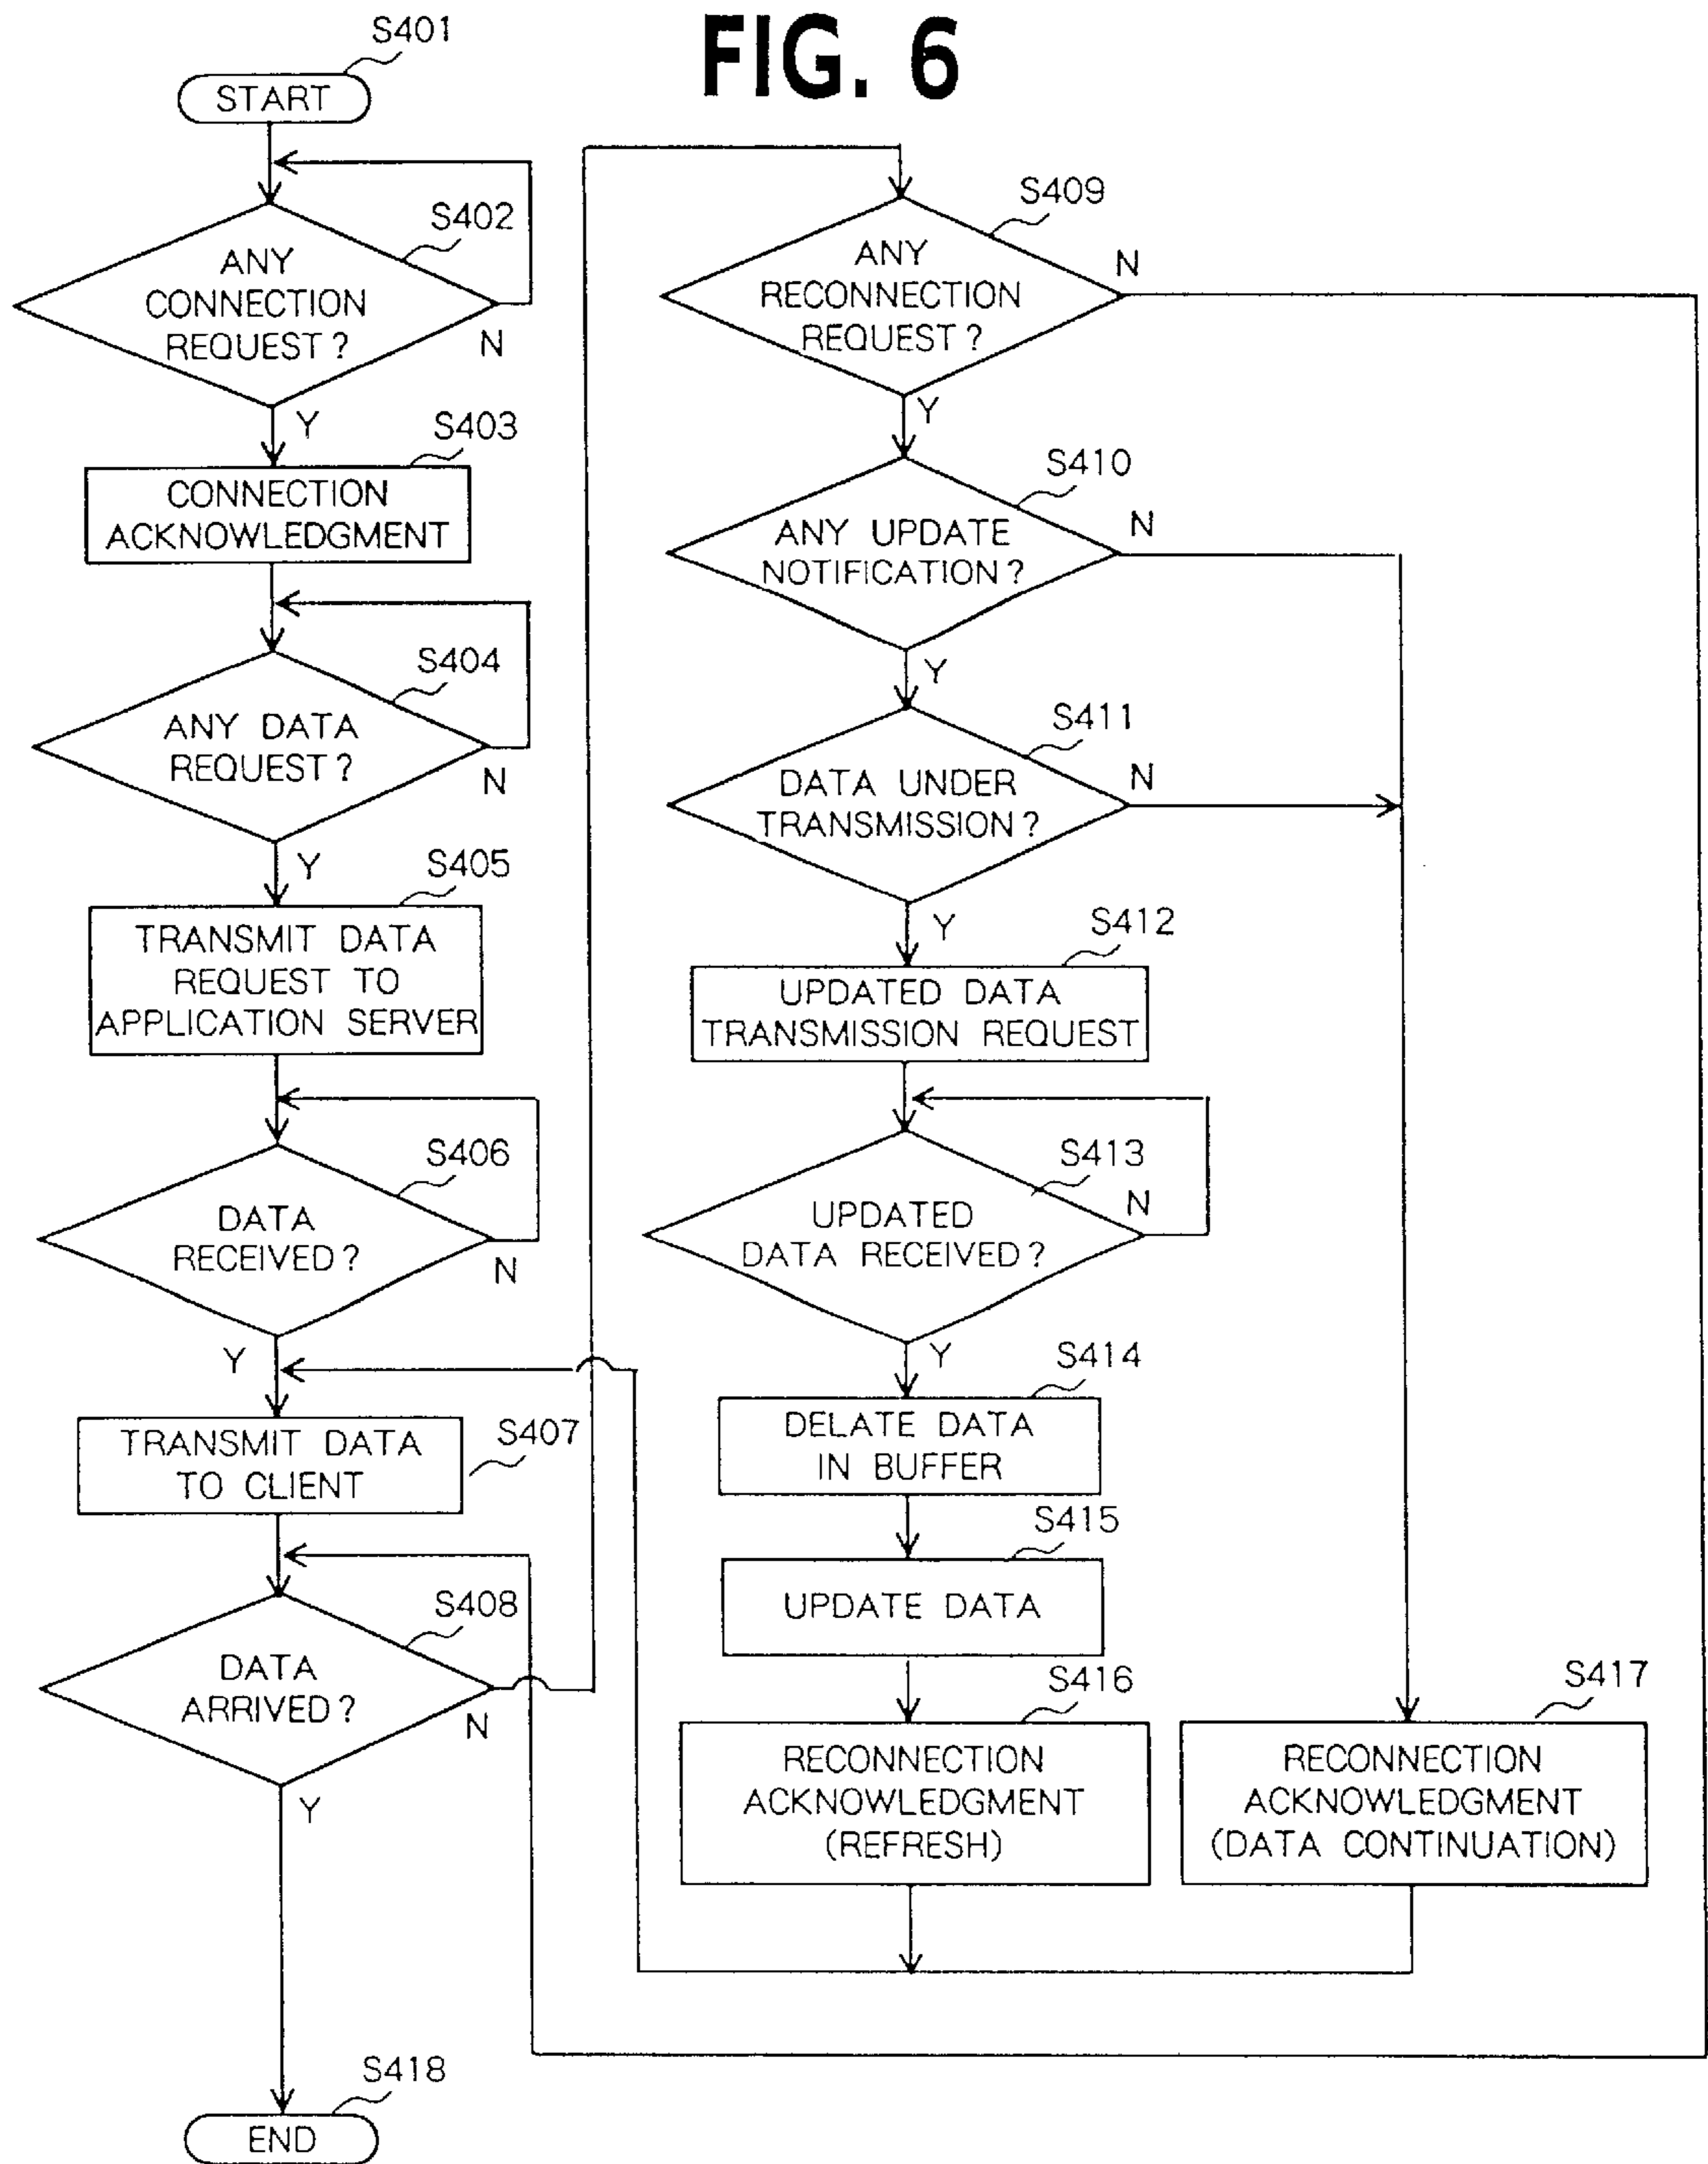 FIG. 6
S401
START
S402
ANY
CONNECTION
REQUEST?
N
Y
S403
CONNECTION
ACKNOWLEDGMENT
S404
ANY DATA
REQUEST?
N
Y
S405
TRANSMIT DATA
REQUEST TO
APPLICATION SERVER
S406
DATA
RECEIVED?
N
Y
TRANSMIT DATA
TO CLIENT
S407
S408
DATA
ARRIVED?
N
Y
S418
END
S409
ANY
RECONNECTION
REQUEST?
N
Y
S410
ANY UPDATE
NOTIFICATION?
N
Y
S411
DATA UNDER
TRANSMISSION?
N
Y
S412
UPDATED DATA
TRANSMISSION REQUEST
S413
UPDATED
DATA RECEIVED?
N
Y
S414
DELATE DATA
IN BUFFER
S415
UPDATE DATA
S416
RECONNECTION
ACKNOWLEDGMENT
(REFRESH)
S417
RECONNECTION
ACKNOWLEDGMENT
(DATA CONTINUATION)